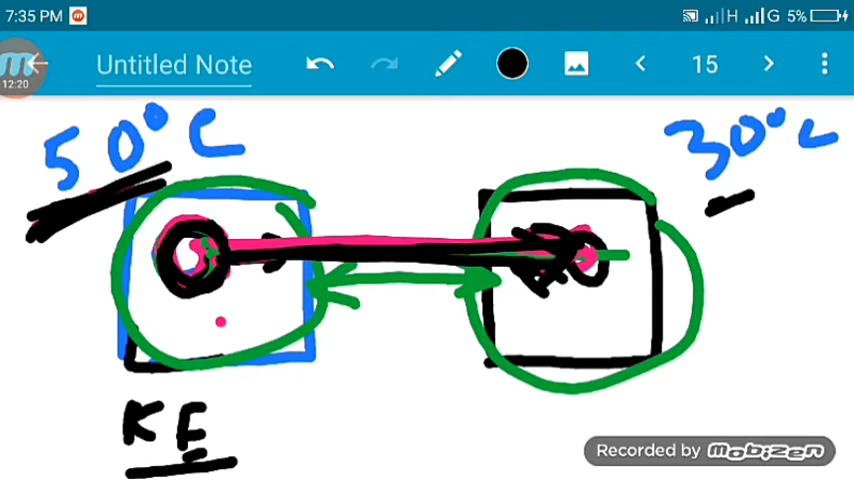 7:35 PM H G 5%
12:20
Untitled Note 15
50°C 30°C
KE
Recorded by mobizen